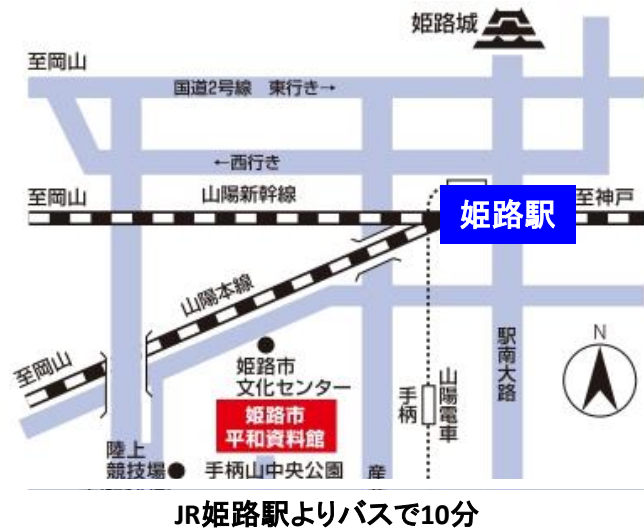 姫路城
至岡山
国道2号線 東行き→
←西行き
至岡山
山陽新幹線
姫路駅
至神戸
山陽本線
至岡山
姫路市
文化センター
姫路市
平和資料館
陸上
競技場
手柄山中央公園
産
手柄
山陽電車
駅南大路
N
JR姫路駅よりバスで10分